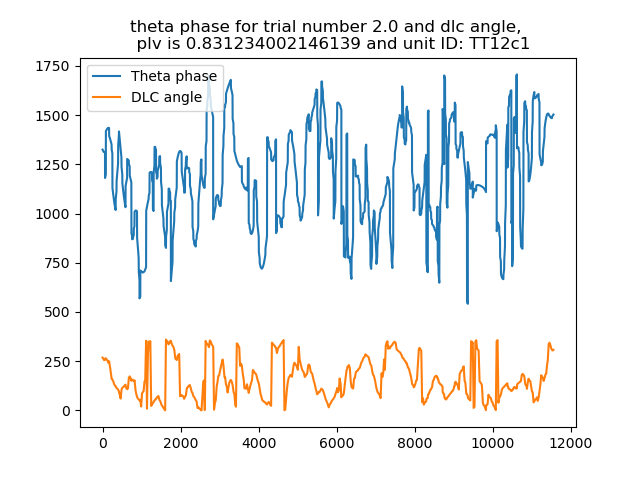 theta phase for trial number 2.0 and dlc angle,
plv is 0.831234002146139 and unit ID: TT12c1
Theta phase
DLC angle
1750
1500
1250
1000
750
500
250
0
0 2000 4000 6000 8000 10000 12000